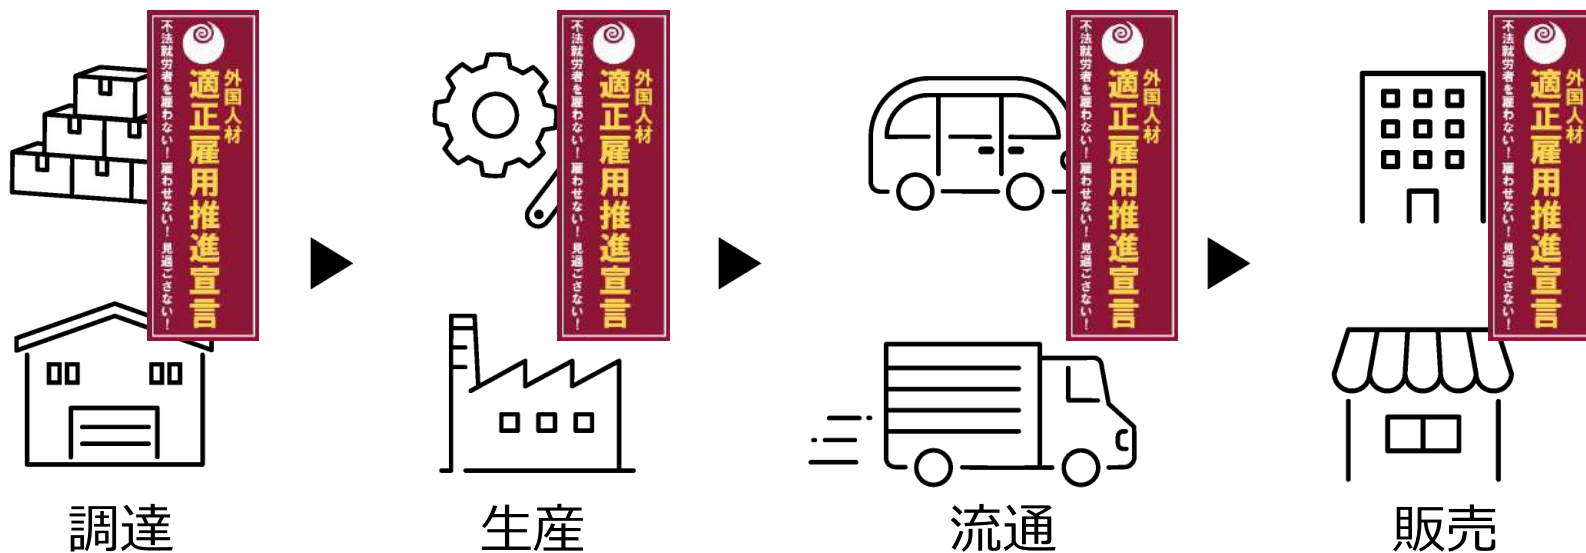 外国人材
適正雇用推進宣言
不法就労者を雇わない！雇わせない！見過ごさない！
外国人材
適正雇用推進宣言
不法就労者を雇わない！雇わせない！見過ごさない！
外国人材
適正雇用推進宣言
不法就労者を雇わない！雇わせない！見過ごさない！
外国人材
適正雇用推進宣言
不法就労者を雇わない！雇わせない！見過ごさない！
調達
生産
流通
販売